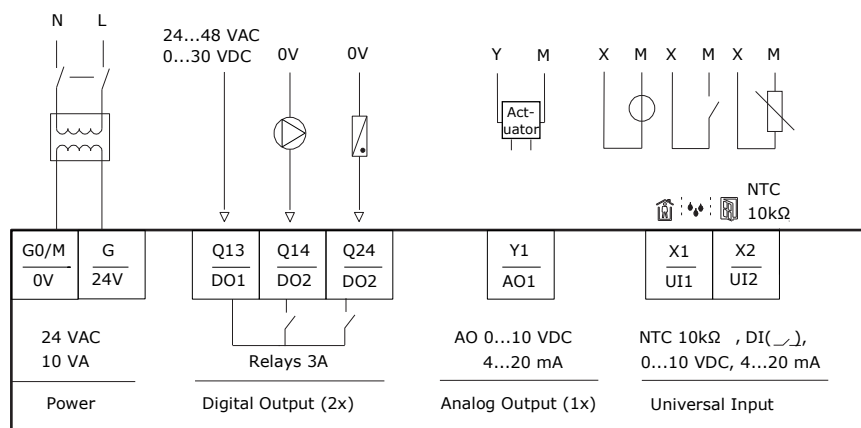 N L
24...48 VAC
0...30 VDC
0V
0V
Y M
X M X M X M
Act-
uator
NTC
10kΩ
G0/M
0V
G
24V
Q13
DO1
Q14
DO2
Q24
DO2
Y1
AO1
X1
UI1
X2
UI2
24 VAC
10 VA
Relays 3A
AO 0...10 VDC
4...20 mA
NTC 10kΩ , DI( ),
0...10 VDC, 4...20 mA
Power
Digital Output (2x)
Analog Output (1x)
Universal Input